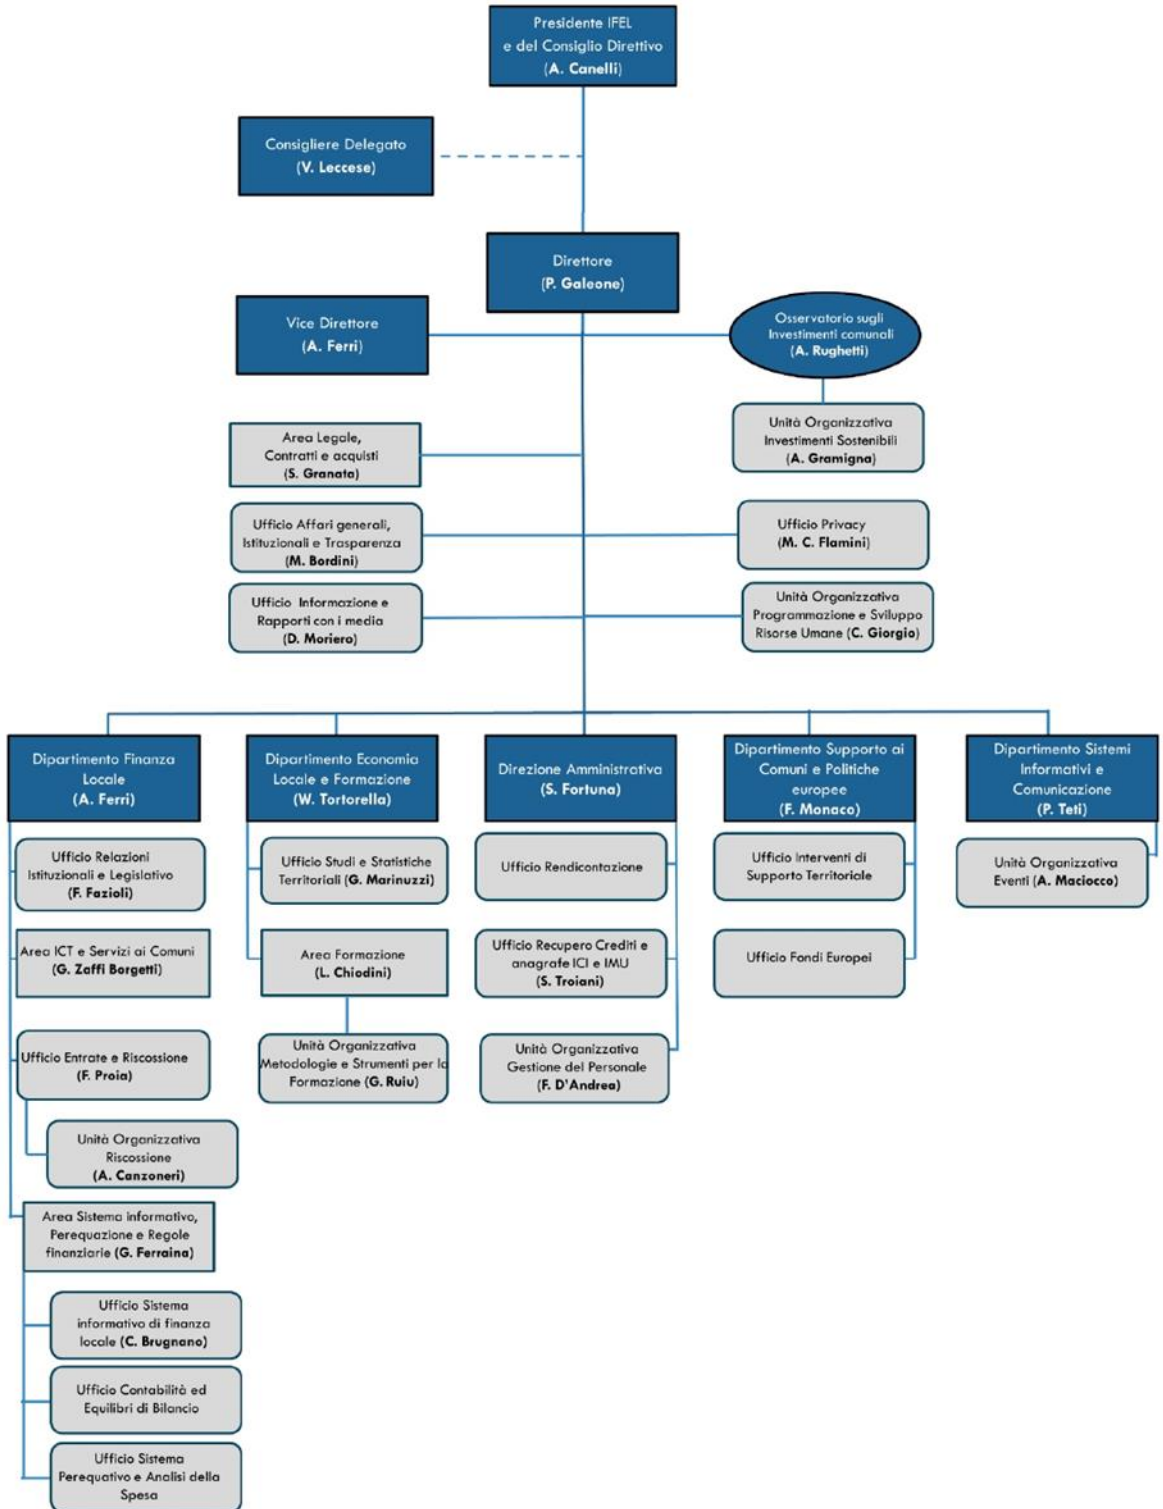 Presidente IFEL
e del Consiglio Direttivo
(A. Canelli)
Consigliere Delegato
(V. Leccese)
Direttore
(P. Galeone)
Vice Direttore
(A. Ferri)
Osservatorio sugli
Investimenti comunali
(A. Rughetti)
Unità Organizzativa
Investimenti Sostenibili
(A. Gramigna)
Area Legale,
Contratti e acquisti
(S. Granata)
Ufficio Affari generali,
Istituzionali e Trasparenza
(M. Bordini)
Ufficio Privacy
(M. C. Flamini)
Ufficio Informazione e
Rapporti con i media
(D. Moriero)
Unità Organizzativa
Programmazione e Sviluppo
Risorse Umane (C. Giorgio)
Dipartimento Finanza
Locale
(A. Ferri)
Ufficio Relazioni
Istituzionali e Legislativo
(F. Fazioli)
Area ICT e Servizi ai Comuni
(G. Zaffi Borgetti)
Ufficio Entrate e Riscossione
(F. Proia)
Unità Organizzativa
Riscossione
(A. Canzoneri)
Area Sistema informativo,
Perequazione e Regole
finanziarie (G. Ferraina)
Ufficio Sistema
informativo di finanza
locale (C. Brugnano)
Ufficio Contabilità ed
Equilibri di Bilancio
Ufficio Sistema
Perequativo e Analisi della
Spesa
Dipartimento Economia
Locale e Formazione
(W. Tortorella)
Ufficio Studi e Statistiche
Territoriali (G. Marinuzzi)
Area Formazione
(L. Chiodini)
Unità Organizzativa
Metodologie e Strumenti per la
Formazione (G. Ruiu)
Direzione Amministrativa
(S. Fortuna)
Ufficio Rendicontazione
Ufficio Recupero Crediti e
anagrafe ICI e IMU
(S. Troiani)
Unità Organizzativa
Gestione del Personale
(F. D'Andrea)
Dipartimento Supporto ai
Comuni e Politiche
europee
(F. Monaco)
Ufficio Interventi di
Supporto Territoriale
Ufficio Fondi Europei
Dipartimento Sistemi
Informativi e
Comunicazione
(P. Teti)
Unità Organizzativa
Eventi (A. Maciocco)